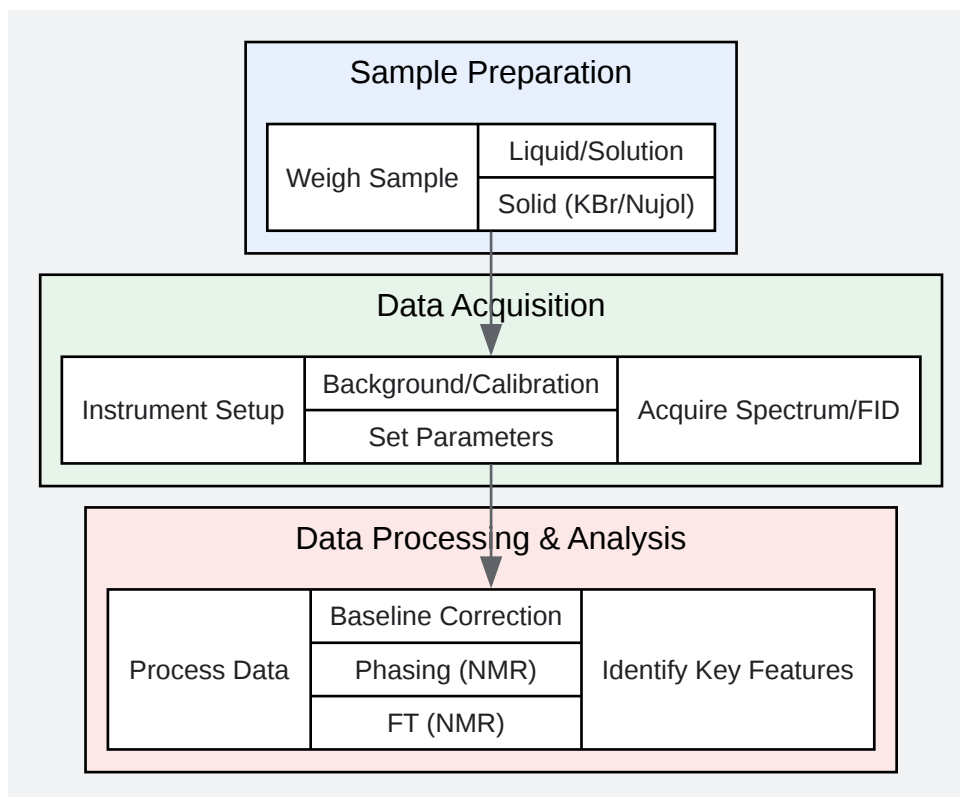 Sample Preparation
Weigh Sample
Liquid/Solution
Solid (KBr/Nujol)
Data Acquisition
Instrument Setup
Background/Calibration
Set Parameters
Acquire Spectrum/FID
Data Processing & Analysis
Process Data
Baseline Correction
Phasing (NMR)
FT (NMR)
Identify Key Features